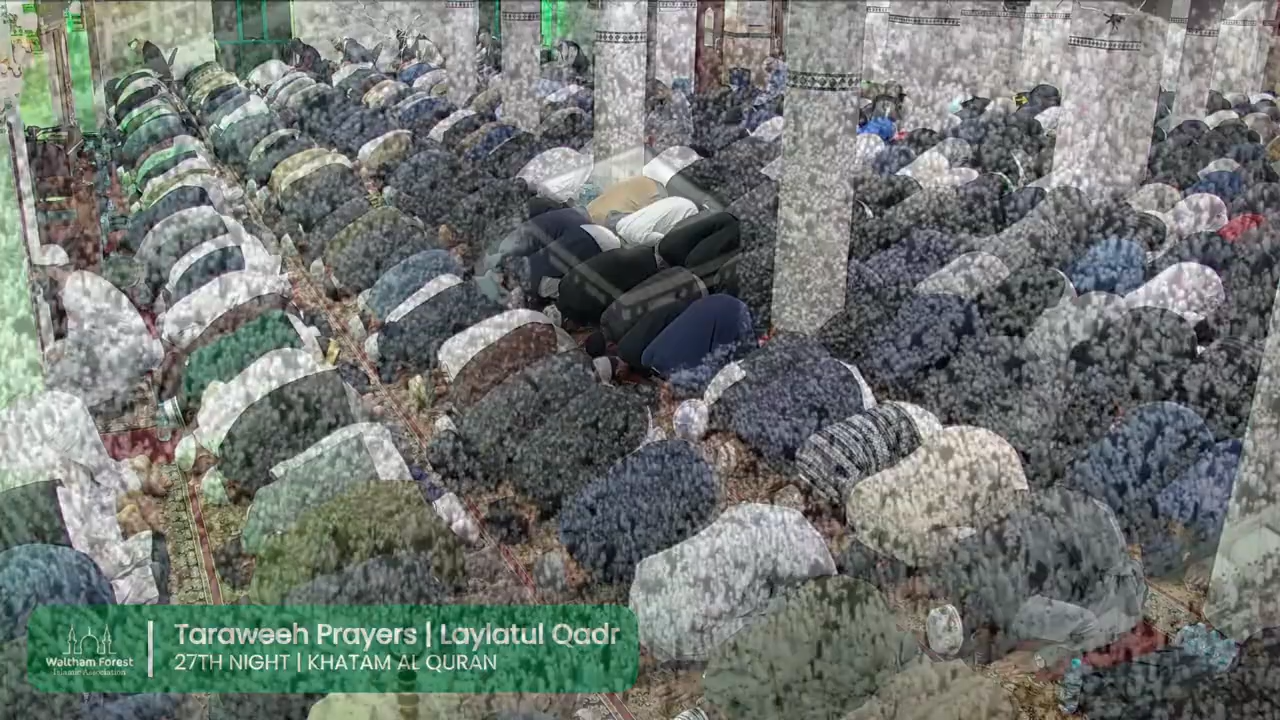 Taraweeh Prayers | Laylatul Qadr
27TH NIGHT | KHATAM AL QURAN
Waltham Forest
Islamic Association